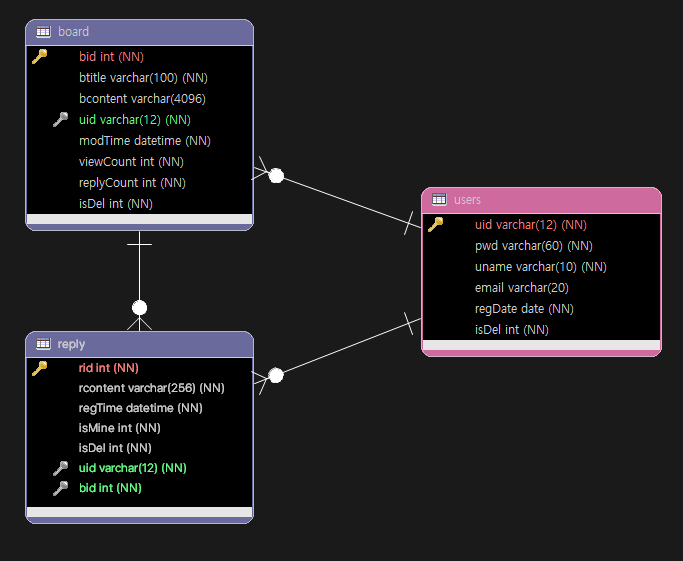 board
bid int (NN)
btitle varchar(100) (NN)
bcontent varchar(4096)
uid varchar(12) (NN)
modTime datetime (NN)
viewCount int (NN)
replyCount int (NN)
isDel int (NN)
users
uid varchar(12) (NN)
pwd varchar(60) (NN)
uname varchar(10) (NN)
email varchar(20)
regDate date (NN)
isDel int (NN)
reply
rid int (NN)
rcontent varchar(256) (NN)
regTime datetime (NN)
isMine int (NN)
isDel int (NN)
uid varchar(12) (NN)
bid int (NN)